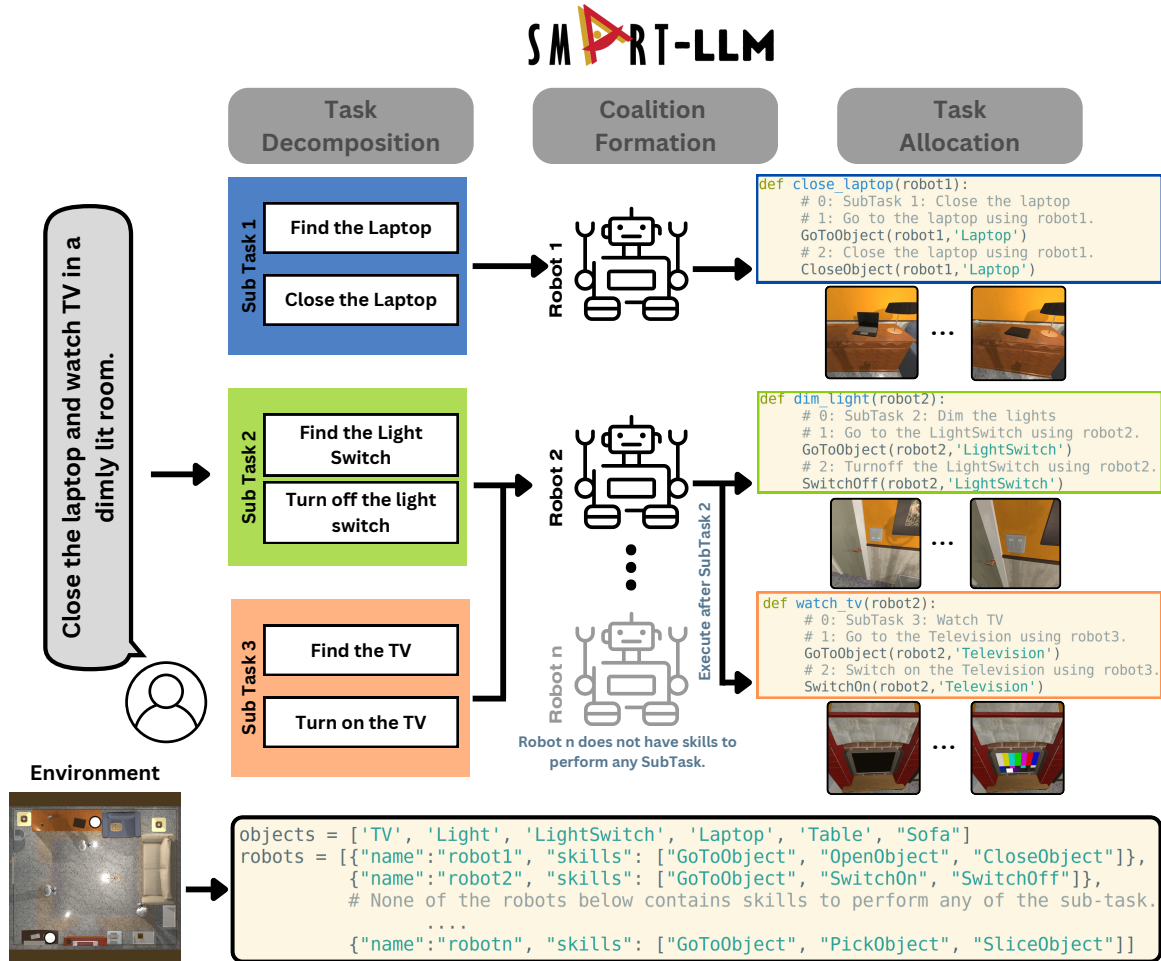 SMART-LLM
Task
Decomposition
Coalition
Formation
Task
Allocation
Close the laptop and watch TV in a
dimly lit room.
Sub Task 1
Find the Laptop
Close the Laptop
Robot 1
def close_laptop(robot1):
# 0: SubTask 1: Close the laptop
# 1: Go to the laptop using robot1.
GoToObject(robot1,'Laptop')
# 2: Close the laptop using robot1.
CloseObject(robot1,'Laptop')
...
Sub Task 2
Find the Light
Switch
Turn off the light
switch
Robot 2
def dim_light(robot2):
# 0: SubTask 2: Dim the lights
# 1: Go to the LightSwitch using robot2.
GoToObject(robot2,'LightSwitch')
# 2: Turnoff the LightSwitch using robot2.
SwitchOff(robot2,'LightSwitch')
...
Execute after SubTask 2
Sub Task 3
Find the TV
Turn on the TV
Robot n
Robot n does not have skills to
perform any SubTask.
def watch_tv(robot2):
# 0: SubTask 3: Watch TV
# 1: Go to the Television using robot3.
GoToObject(robot2,'Television')
# 2: Switch on the Television using robot3.
SwitchOn(robot2,'Television')
...
Environment
objects = ['TV', 'Light', 'LightSwitch', 'Laptop', 'Table', "Sofa"]
robots = [{"name":"robot1", "skills": ["GoToObject", "OpenObject", "CloseObject"]},
{"name":"robot2", "skills": ["GoToObject", "SwitchOn", "SwitchOff"]},
# None of the robots below contains skills to perform any of the sub-task.
....
{"name":"robotn", "skills": ["GoToObject", "PickObject", "SliceObject"]]